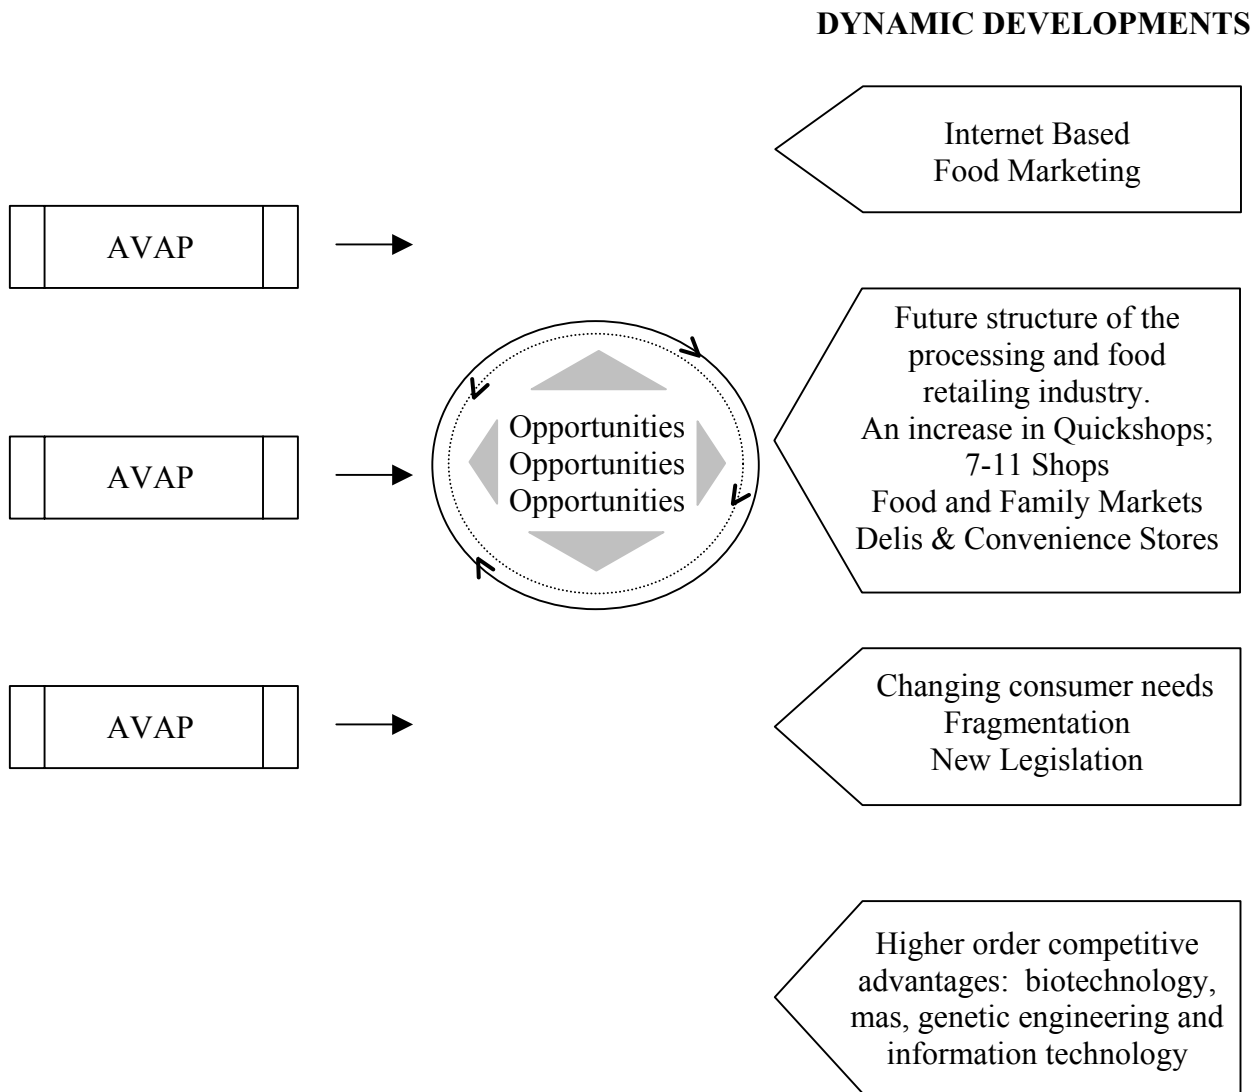 DYNAMIC DEVELOPMENTS
Internet Based
Food Marketing
AVAP
Future structure of the
processing and food
retailing industry.
An increase in Quickshops;
7-11 Shops
Food and Family Markets
Delis & Convenience Stores
Opportunities
Opportunities
Opportunities
AVAP
Changing consumer needs
Fragmentation
New Legislation
AVAP
Higher order competitive
advantages:  biotechnology,
mas, genetic engineering and
information technology